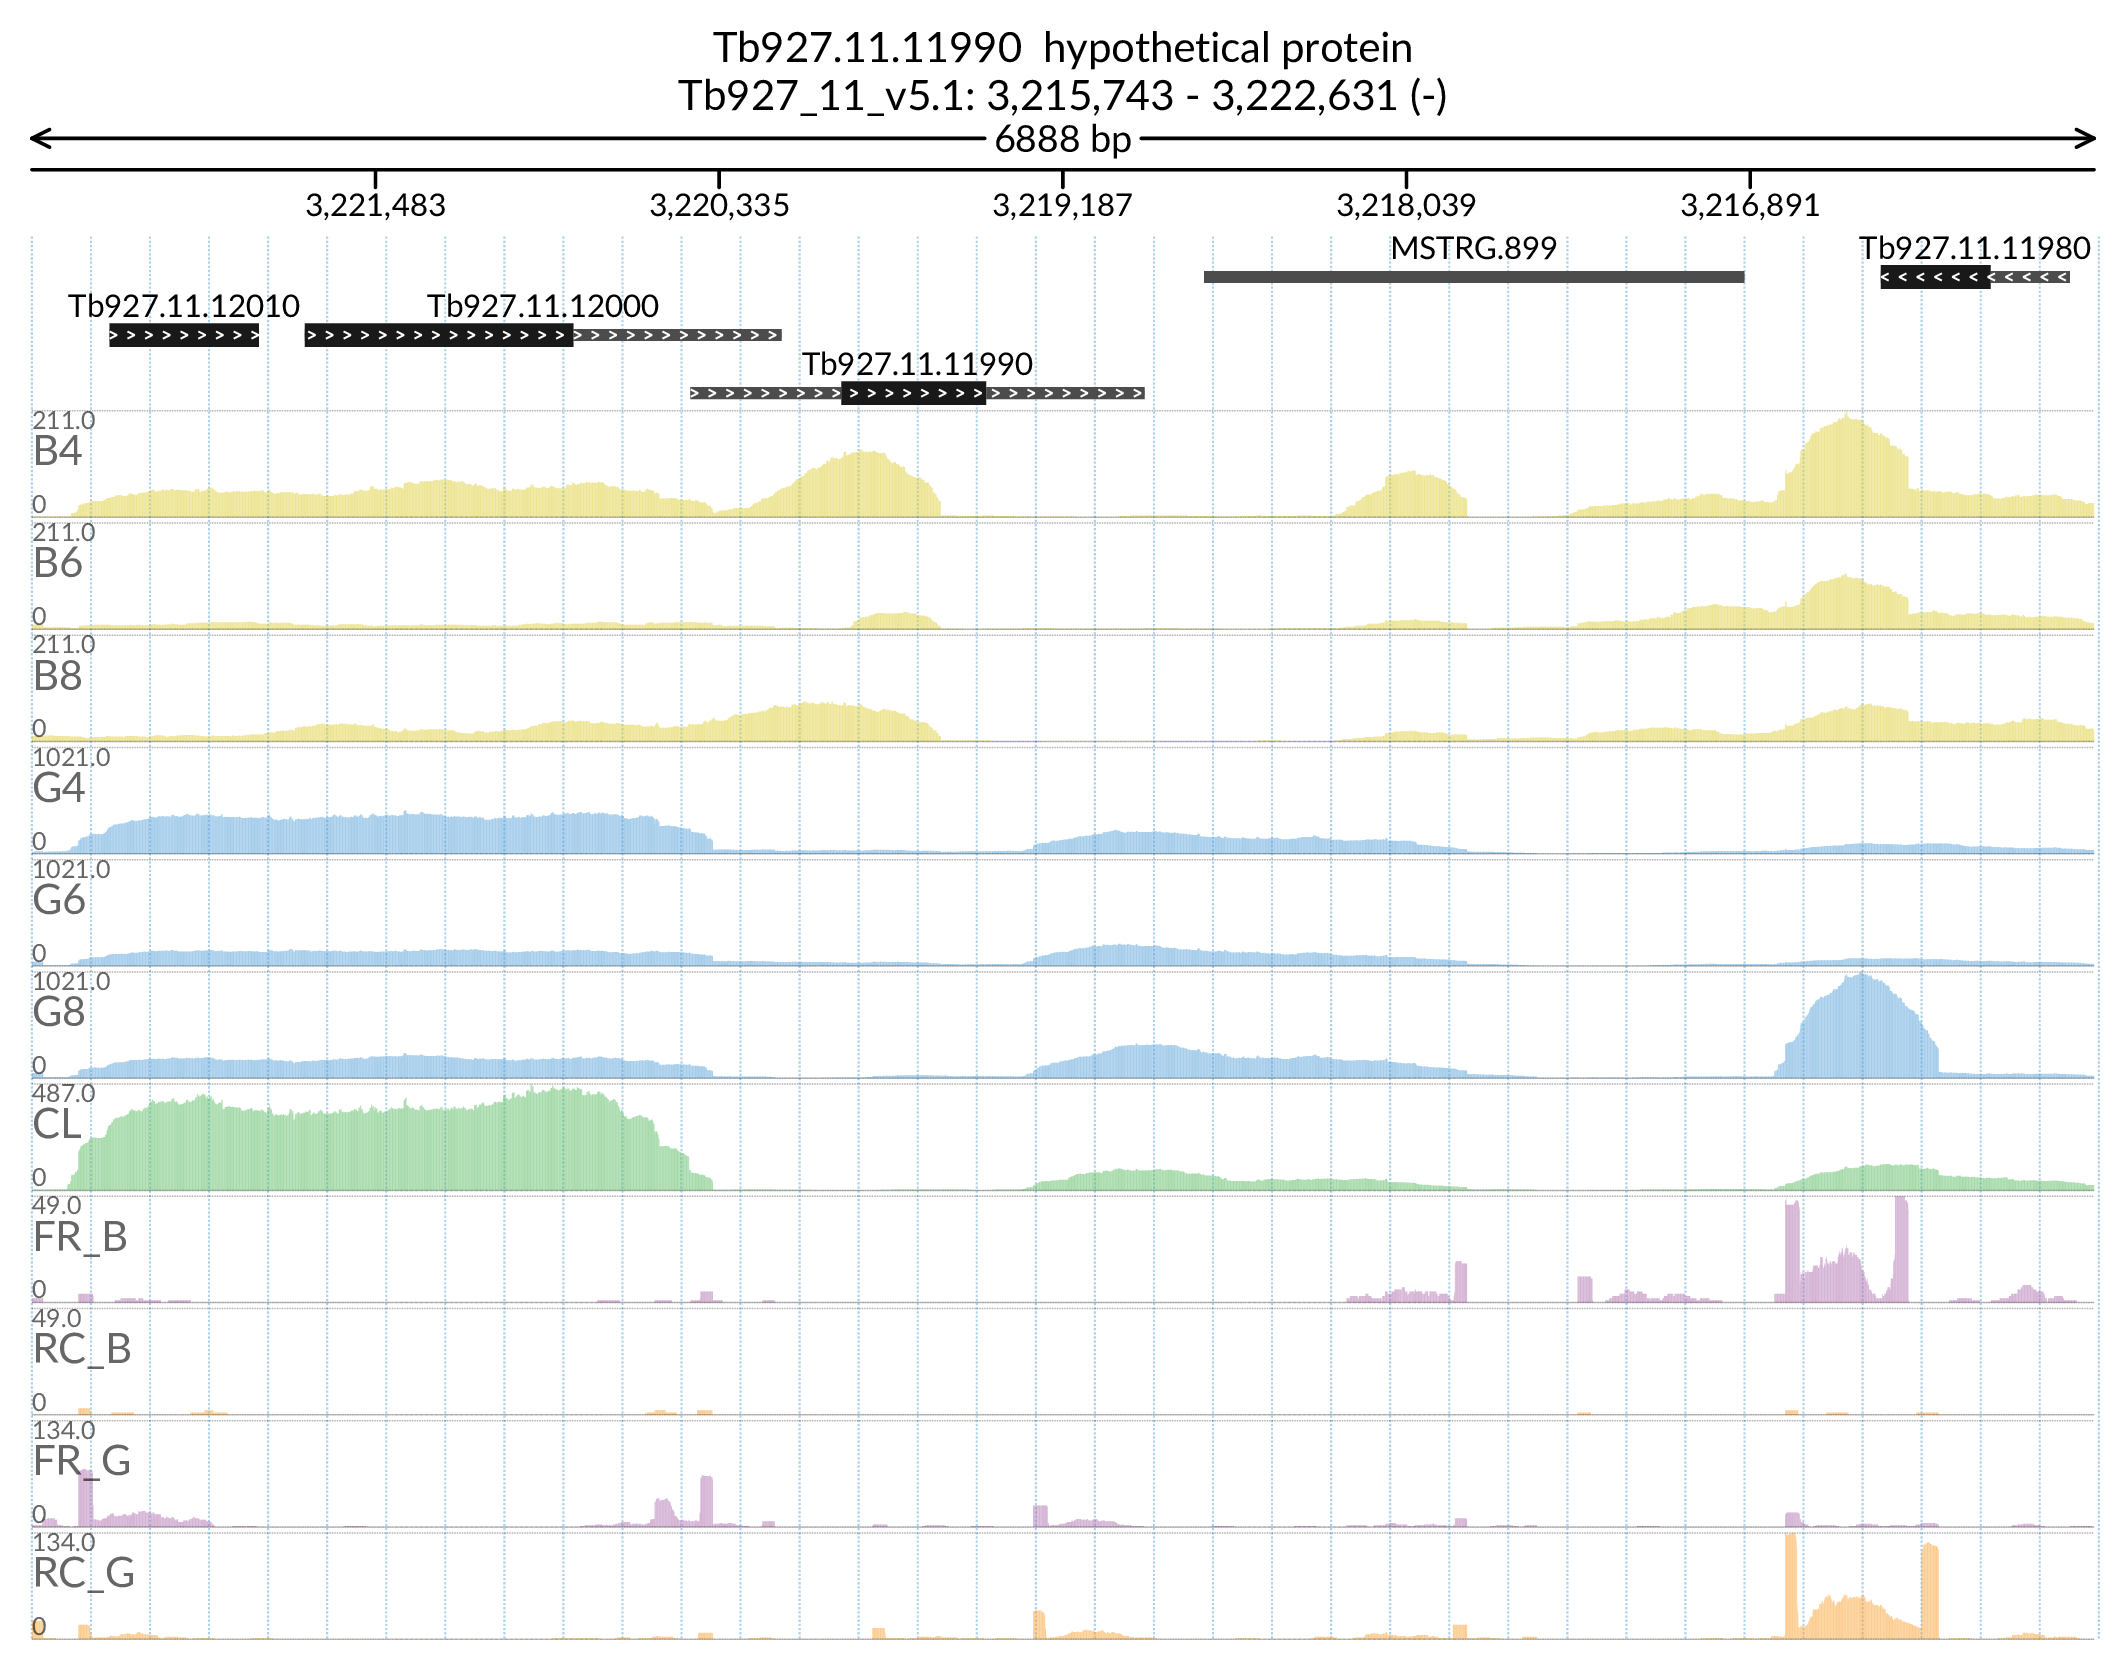 Tb927.11.11990  hypothetical protein
Tb927_11_v5.1: 3,215,743 - 3,222,631 (-)
6888 bp
3,221,483 3,220,335 3,219,187 3,218,039 3,216,891
MSTRG.899 Tb927.11.11980
Tb927.11.12010 Tb927.11.12000
Tb927.11.11990
211.0
B4
0
211.0
B6
0
211.0
B8
0
1021.0
G4
0
1021.0
G6
0
1021.0
G8
0
487.0
CL
0
49.0
FR_B
0
49.0
RC_B
0
134.0
FR_G
0
134.0
RC_G
0